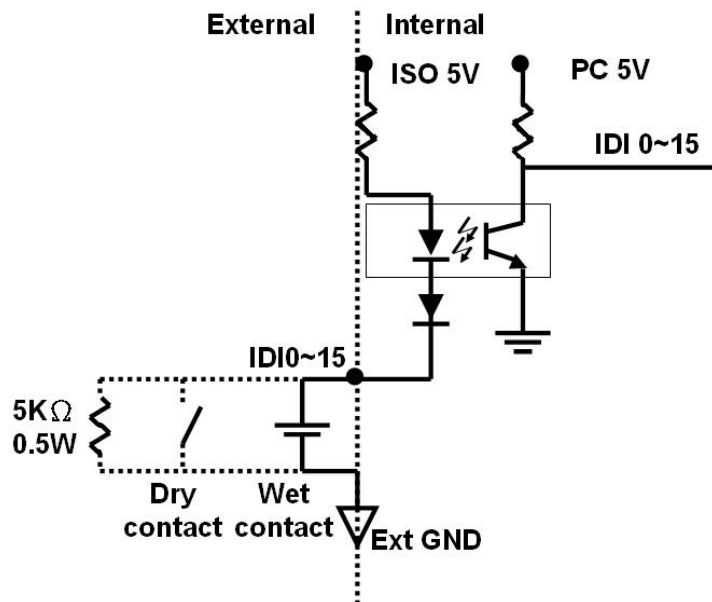 External Internal
ISO 5V PC 5V
IDI 0~15
IDI0~15
5KΩ
0.5W
Dry Wet
contact contact
Ext GND